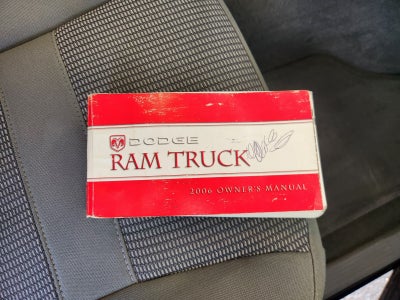 DODGE
RAM TRUCK
2006 OWNER'S MANUAL